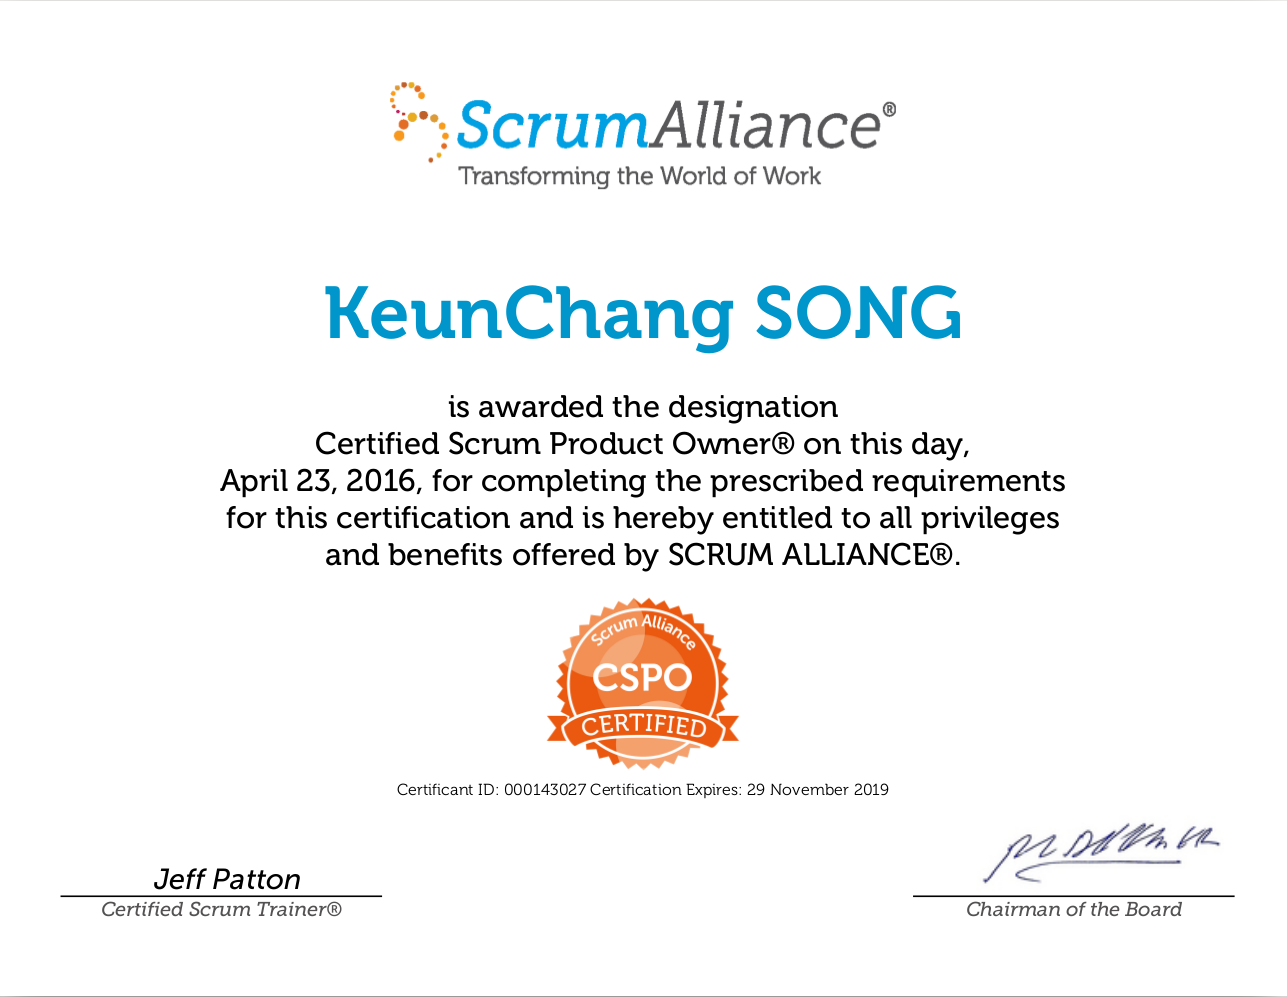 ScrumAlliance®
Transforming the World of Work
KeunChang SONG
is awarded the designation
Certified Scrum Product Owner® on this day,
April 23, 2016, for completing the prescribed requirements
for this certification and is hereby entitled to all privileges
and benefits offered by SCRUM ALLIANCE®.
Scrum Alliance
CSPO
CERTIFIED
Certificant ID: 000143027 Certification Expires: 29 November 2019
Jeff Patton
Certified Scrum Trainer®
Chairman of the Board